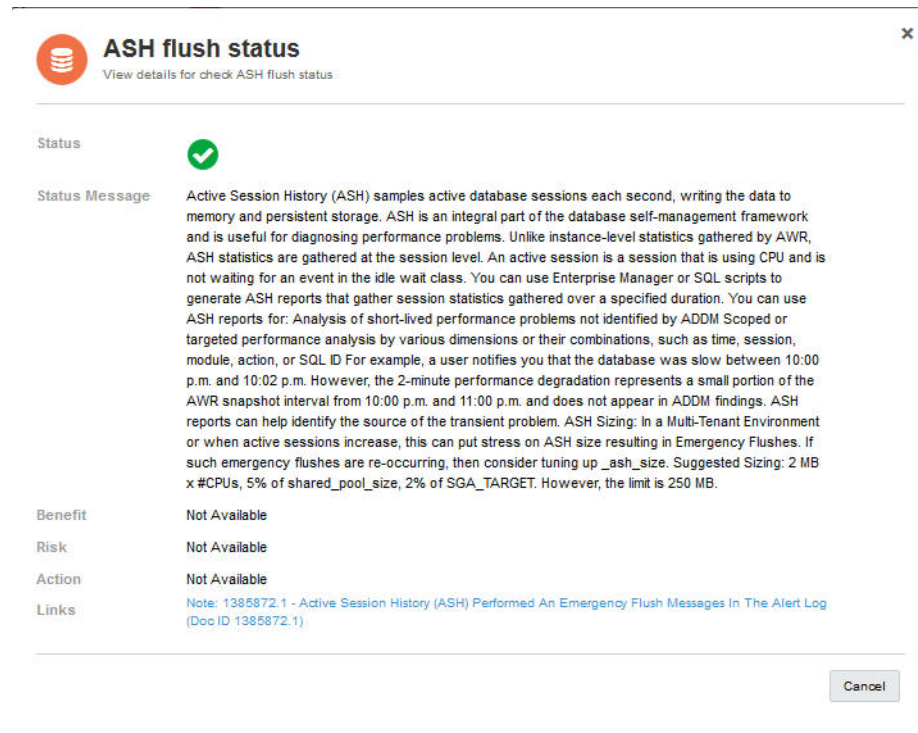 ASH flush status
View details for check ASH flush status
Status
Status Message
Active Session History (ASH) samples active database sessions each second, writing the data to
memory and persistent storage. ASH is an integral part of the database self-management framework
and is useful for diagnosing performance problems. Unlike instance-level statistics gathered by AWR,
ASH statistics are gathered at the session level. An active session is a session that is using CPU and is
not waiting for an event in the idle wait class. You can use Enterprise Manager or SQL scripts to
generate ASH reports that gather session statistics gathered over a specified duration. You can use
ASH reports for: Analysis of short-lived performance problems not identified by ADDM Scoped or
targeted performance analysis by various dimensions or their combinations, such as time, session,
module, action, or SQL ID For example, a user notifies you that the database was slow between 10:00
p.m. and 10:02 p.m. However, the 2-minute performance degradation represents a small portion of the
AWR snapshot interval from 10:00 p.m. and 11:00 p.m. and does not appear in ADDM findings. ASH
reports can help identify the source of the transient problem. ASH Sizing: In a Multi-Tenant Environment
or when active sessions increase, this can put stress on ASH size resulting in Emergency Flushes. If
such emergency flushes are re-occurring, then consider tuning up _ash_size. Suggested Sizing: 2 MB
x #CPUs, 5% of shared_pool_size, 2% of SGA_TARGET. However, the limit is 250 MB.
Benefit
Not Available
Risk
Not Available
Action
Not Available
Links
Note: 1385872.1 - Active Session History (ASH) Performed An Emergency Flush Messages In The Alert Log
(Doc ID 1385872.1)
Cancel